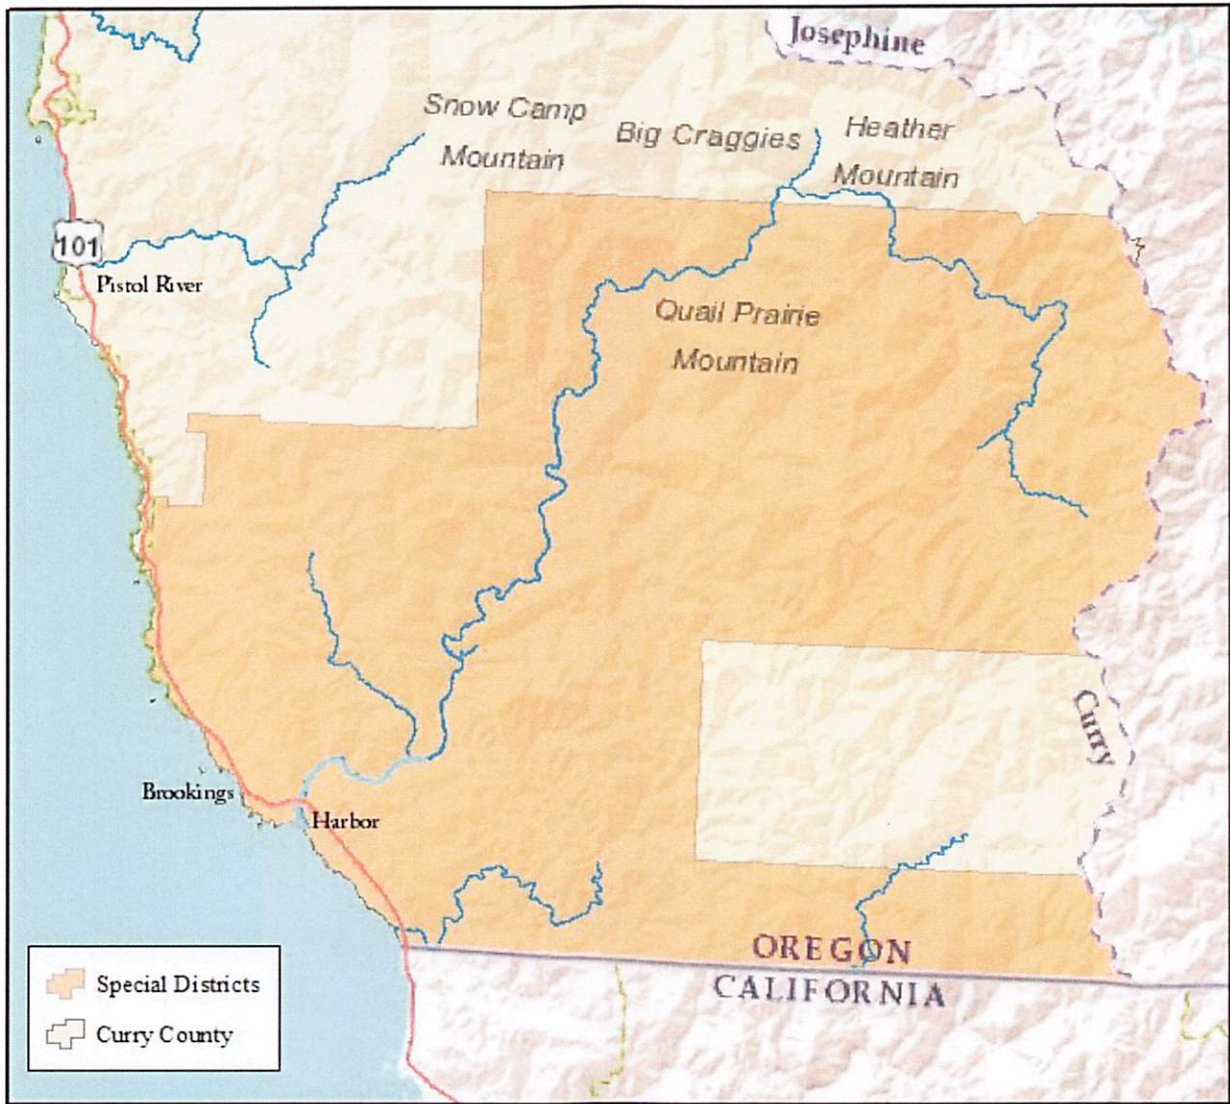 Josephine
Snow Camp
Mountain
Big Craggies
Heather
Mountain
101
Pistol River
Quail Prairie
Mountain
Curry
Brookings
Harbor
OREGON
CALIFORNIA
Special Districts
Curry County